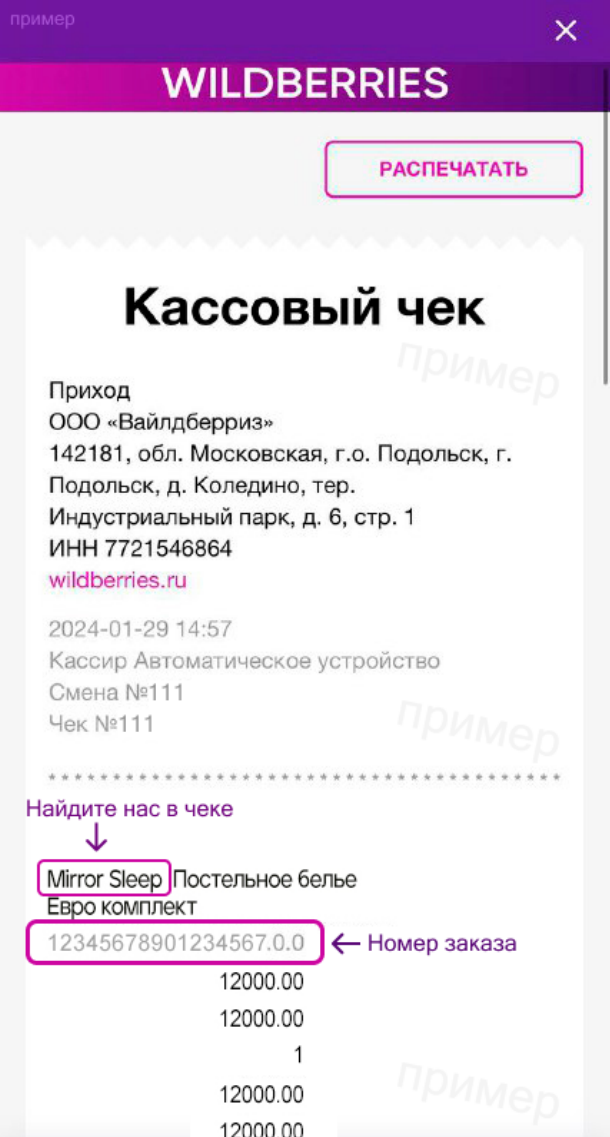 пример
WILDBERRIES
РАСПЕЧАТАТЬ
Кассовый чек
пример
Приход
ООО «Вайлдберриз»
142181, обл. Московская, г.о. Подольск, г.
Подольск, д. Коледино, тер.
Индустриальный парк, д. 6, стр. 1
ИНН 7721546864
wildberries.ru
2024-01-29 14:57
Кассир Автоматическое устройство
Смена №111
Чек №111
пример
****************************************
Найдите нас в чеке
Mirror Sleep Постельное белье
Евро комплект
12345678901234567.0.0 Номер заказа
12000.00
12000.00
1
пример
12000.00
12000.00